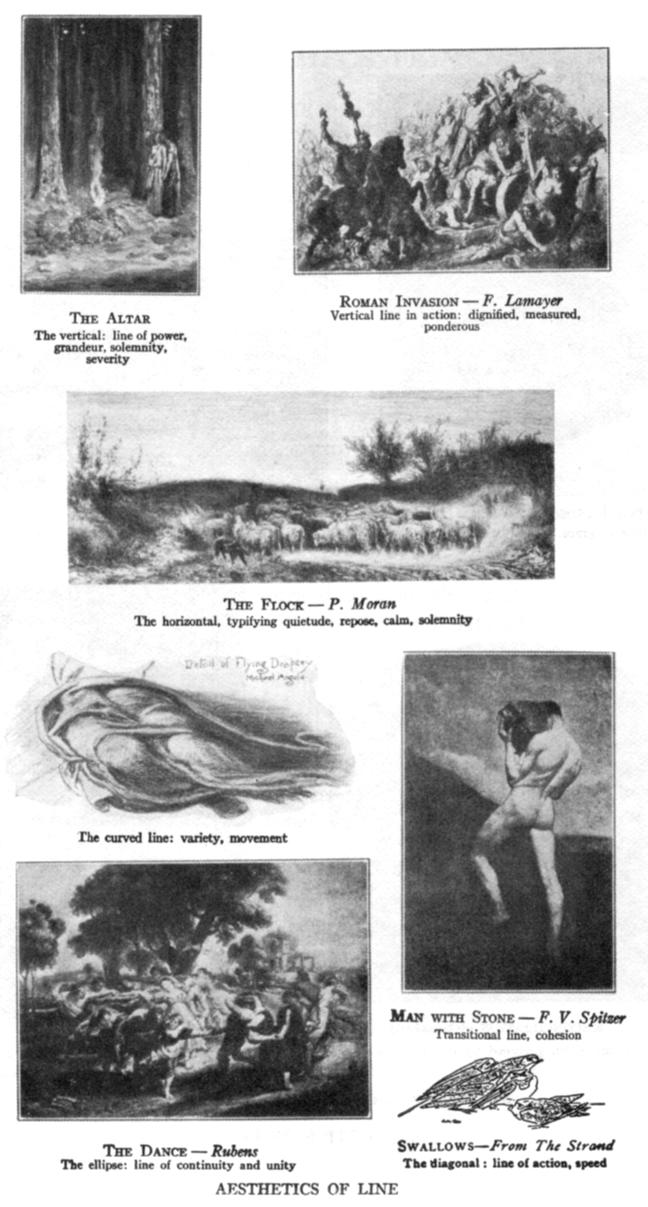 THE ALTAR
The vertical: line of power,
grandeur, solemnity,
severity
ROMAN INVASION — F. Lamayer
Vertical line in action: dignified, measured,
ponderous
THE FLOCK — P. Moran
The horizontal, typifying quietude, repose, calm, solemnity
Detail of Flying Drapery
Michael Angelo
The curved line: variety, movement
MAN WITH STONE — F. V. Spitzer
Transitional line, cohesion
THE DANCE — Rubens
The ellipse: line of continuity and unity
SWALLOWS—From The Strand
The diagonal : line of action, speed
AESTHETICS OF LINE